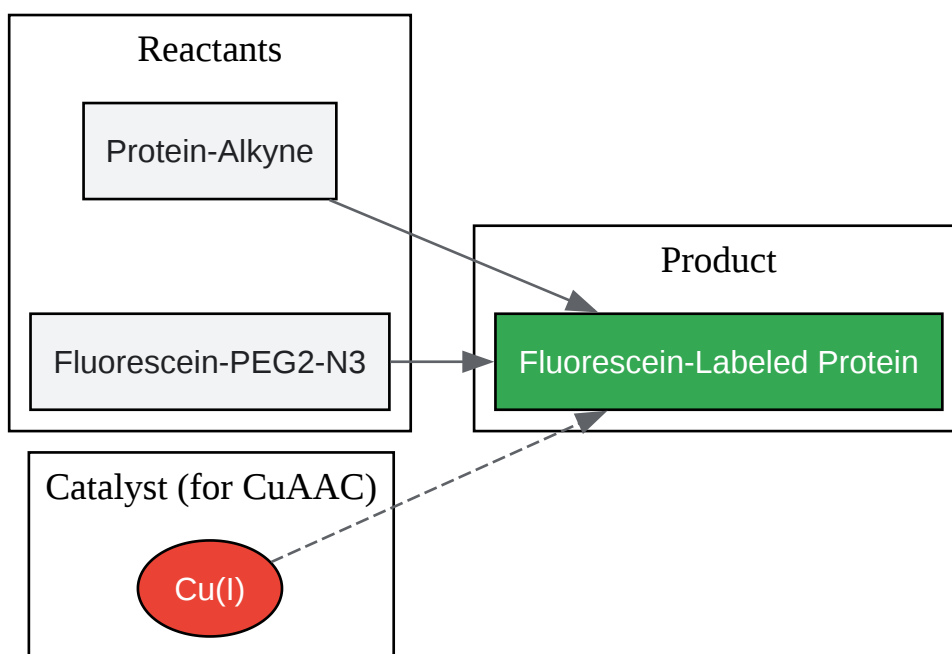 Reactants
Protein-Alkyne
Fluorescein-PEG2-N3
Product
Fluorescein-Labeled Protein
Catalyst (for CuAAC)
Cu(I)